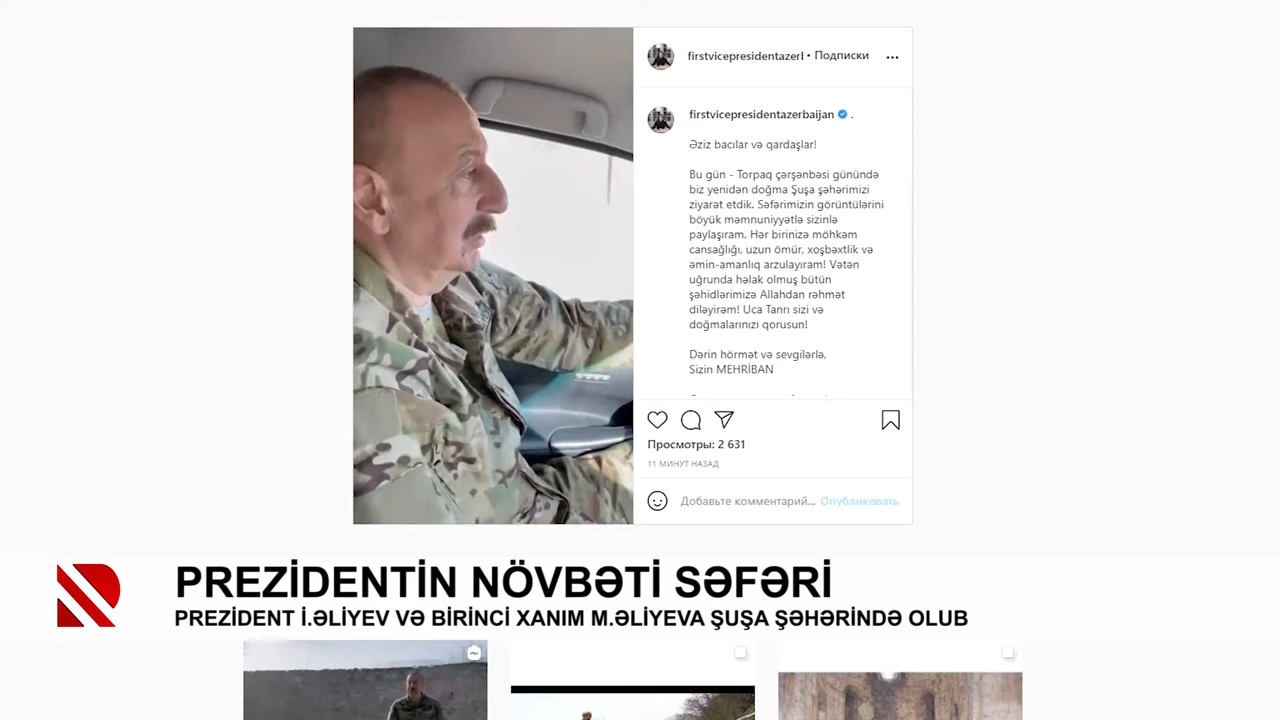 firstvicepresidentazerl • Подписки
firstvicepresidentazerbaijan .
Əziz bacılar və qardaşlar!
Bu gün - Torpaq çərşənbəsi günündə
biz yenidən doğma Şuşa şəhərimizi
ziyarət etdik. Səfərimizin görüntülərini
böyük məmnuniyyətlə sizinlə
paylaşıram. Hər birinizə möhkəm
cansağlığı, uzun ömür, xoşbəxtlik və
əmin-amanlıq arzulayıram! Vətən
uğrunda həlak olmuş bütün
şəhidlərimizə Allahdan rəhmət
diləyirəm! Uca Tanrı sizi və
doğmalarınızı qorusun!
Dərin hörmət və sevgilərlə,
Sizin MEHRİBAN
Просмотры: 2 631
11 МИНУТ НАЗАД
Добавьте комментарий... Опубликовать
PREZİDENTİN NÖVBƏTİ SƏFƏRİ
PREZİDENT İ.ƏLİYEV VƏ BİRİNCİ XANIM M.ƏLİYEVA ŞUŞA ŞƏHƏRİNDƏ OLUB